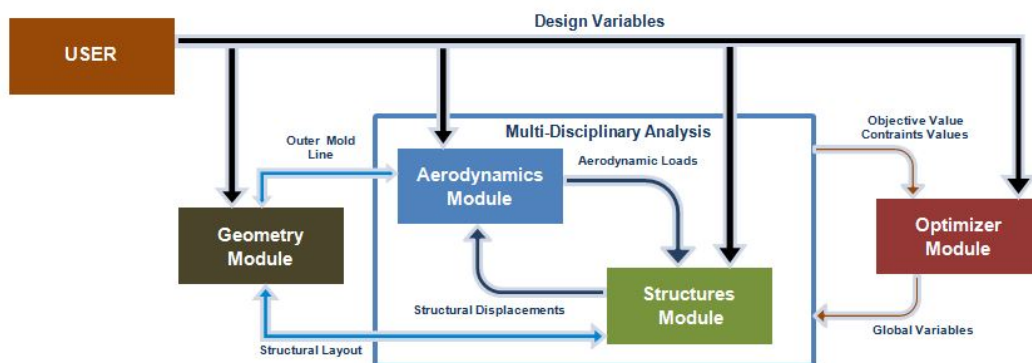 Design Variables
USER
Multi-Disciplinary Analysis
Objective Value
Contraints Values
Outer Mold
Line
Aerodynamic Loads
Aerodynamics
Module
Geometry
Module
Optimizer
Module
Structures
Module
Structural Displacements
Structural Layout
Global Variables